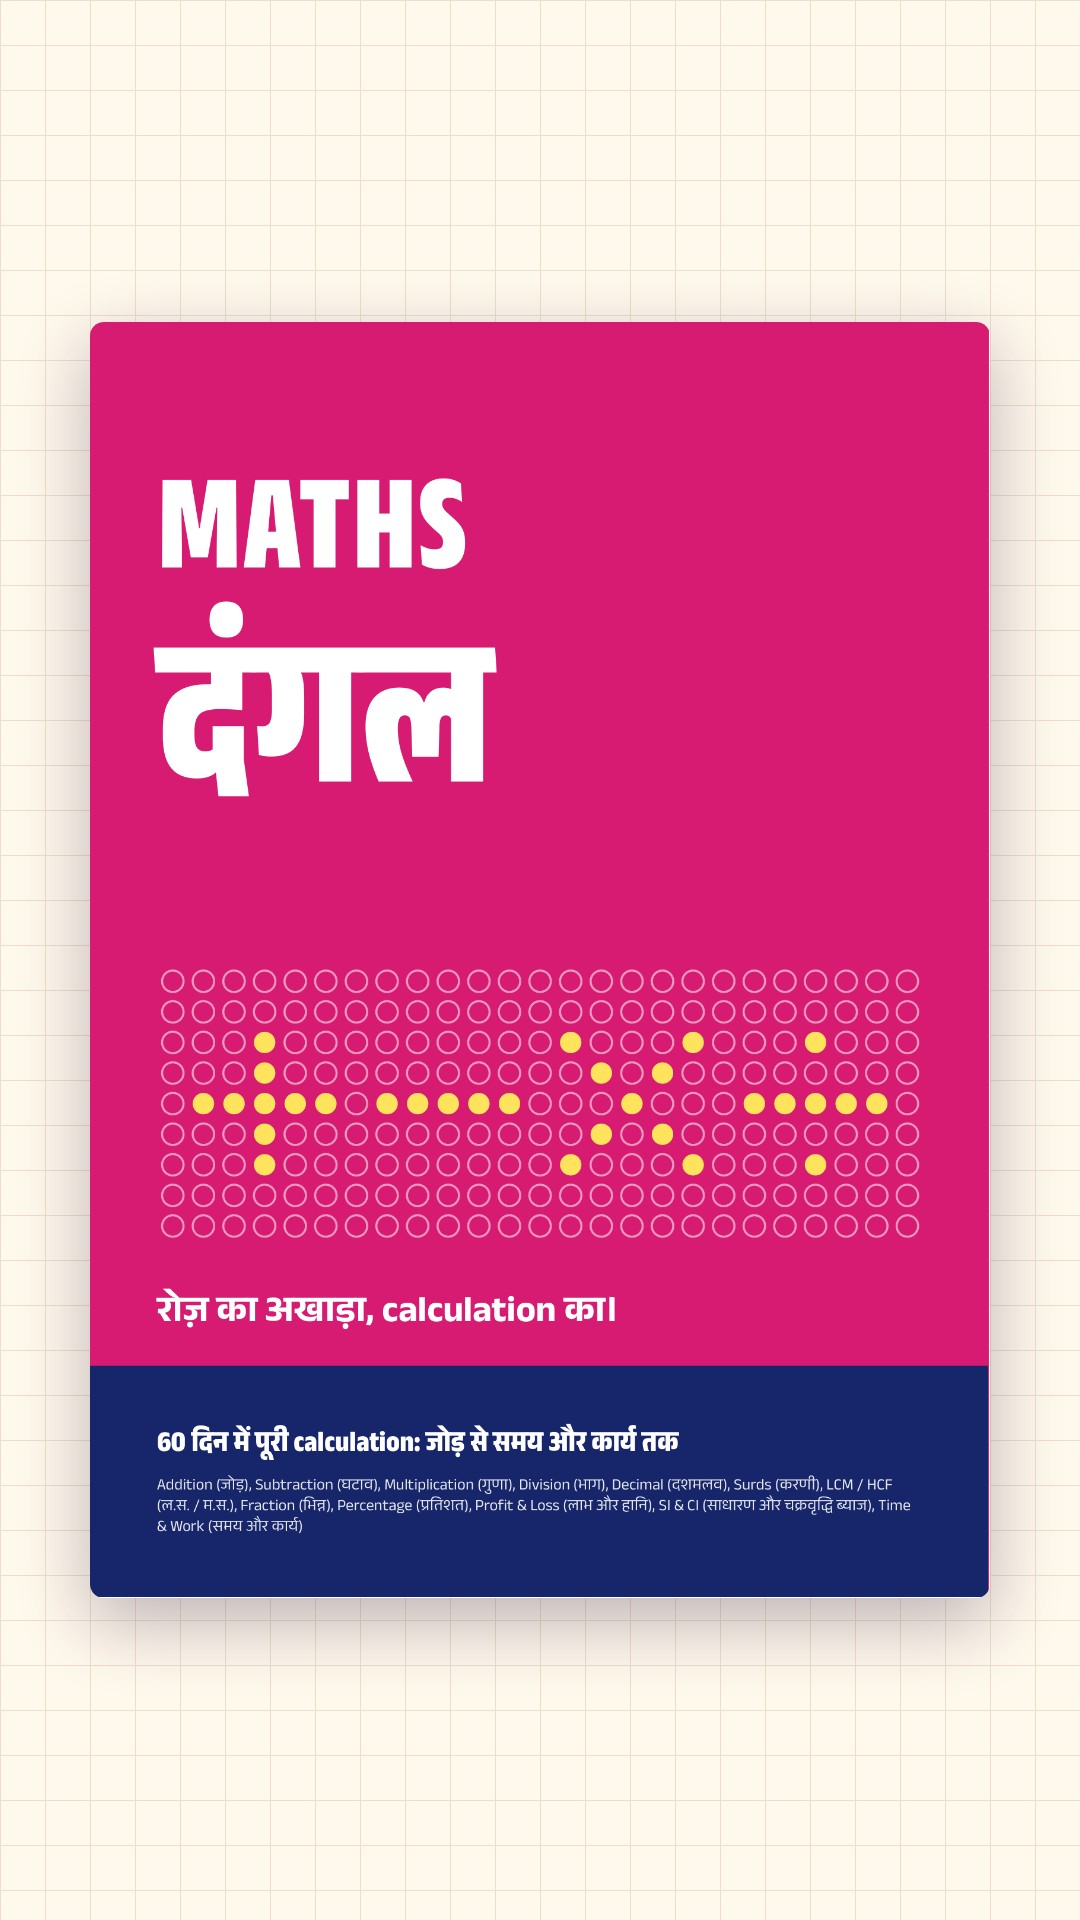 MATHS
दंगल
रोज़ का अखाड़ा, calculation का।
60 दिन में पूरी calculation: जोड़ से समय और कार्य तक
Addition (जोड़), Subtraction (घटाव), Multiplication (गुणा), Division (भाग), Decimal (दशमलव), Surds (करणी), LCM / HCF
(ल.स. / म.स.), Fraction (भिन्न), Percentage (प्रतिशत), Profit & Loss (लाभ और हानि), SI & CI (साधारण और चक्रवृद्धि ब्याज), Time
& Work (समय और कार्य)